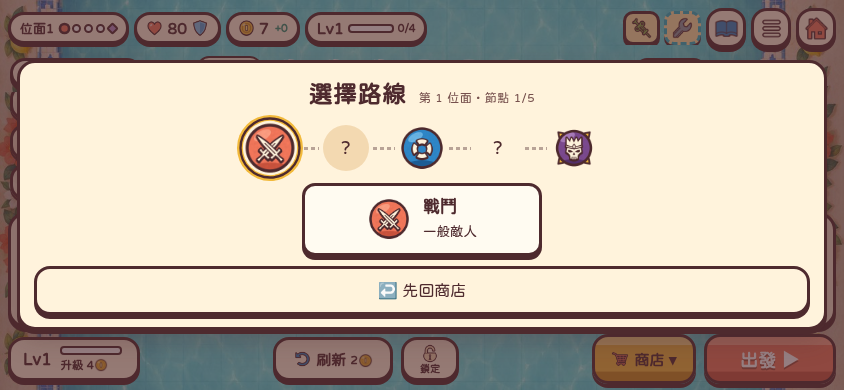 位面1
80
7 +0
Lv1 0/4
選擇路線 第 1 位面・節點 1/5
?
?
戰鬥
一般敵人
先回商店
Lv1
升級 4
刷新 2
鎖定
商店 ▼
出發 ▶